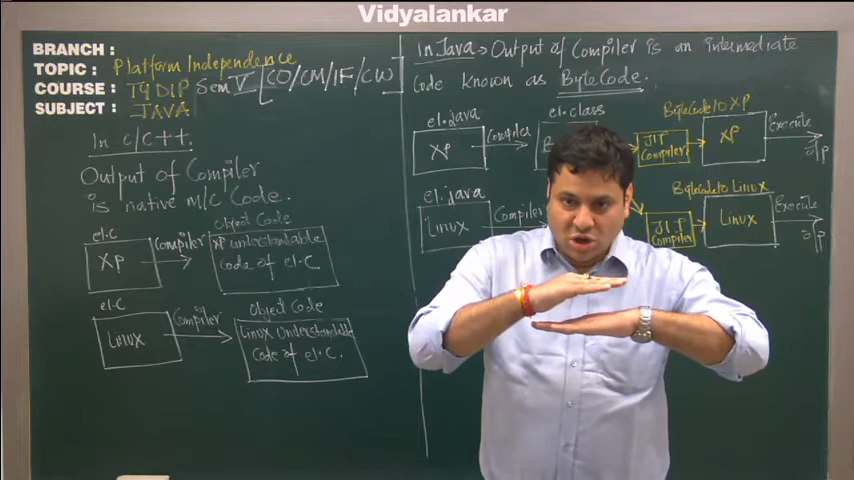 Vidyalankar
BRANCH :
TOPIC : Platform Independence
COURSE : TYDIP Sem V [CO/CM/IF/CW]
SUBJECT : JAVA
In C/C++.
Output of Compiler
is native M/C Code.
e1.C
XP
Compiler
Object Code
XP understandable
Code of e1.C
e1.C
Linux
Compiler
Object Code
Linux Understandable
Code of e1.C.
In Java → Output of Compiler is an intermediate
Code Known as ByteCode.
e1.java
XP
Compiler
e1.class
JIT
Compiler
ByteCode to XP
XP
Execute
o/p
e1.java
Linux
Compiler
JIT
Compiler
ByteCode to Linux
Linux
Execute
o/p